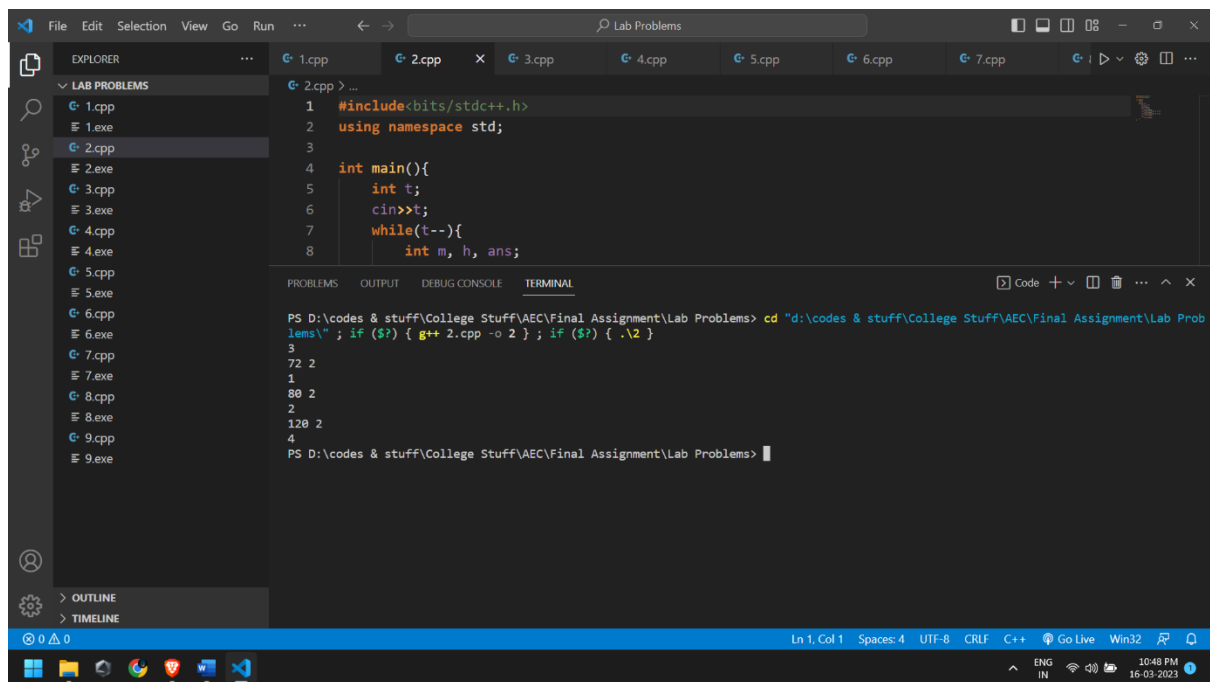 File Edit Selection View Go Run ··· ← → Lab Problems
EXPLORER ···
LAB PROBLEMS
1.cpp
1.exe
2.cpp
2.exe
3.cpp
3.exe
4.cpp
4.exe
5.cpp
5.exe
6.cpp
6.exe
7.cpp
7.exe
8.cpp
8.exe
9.cpp
9.exe
OUTLINE
TIMELINE
1.cpp 2.cpp × 3.cpp 4.cpp 5.cpp 6.cpp 7.cpp
2.cpp > ...
1 #include<bits/stdc++.h>
2 using namespace std;
3
4 int main(){
5 int t;
6 cin>>t;
7 while(t--){
8 int m, h, ans;
PROBLEMS OUTPUT DEBUG CONSOLE TERMINAL Code
PS D:\codes & stuff\College Stuff\AEC\Final Assignment\Lab Problems> cd "d:\codes & stuff\College Stuff\AEC\Final Assignment\Lab Prob
lems\" ; if ($?) { g++ 2.cpp -o 2 } ; if ($?) { .\2 }
3
72 2
1
80 2
2
120 2
4
PS D:\codes & stuff\College Stuff\AEC\Final Assignment\Lab Problems>
0 0 Ln 1, Col 1 Spaces: 4 UTF-8 CRLF C++ Go Live Win32
ENG 10:48 PM
IN 16-03-2023 1